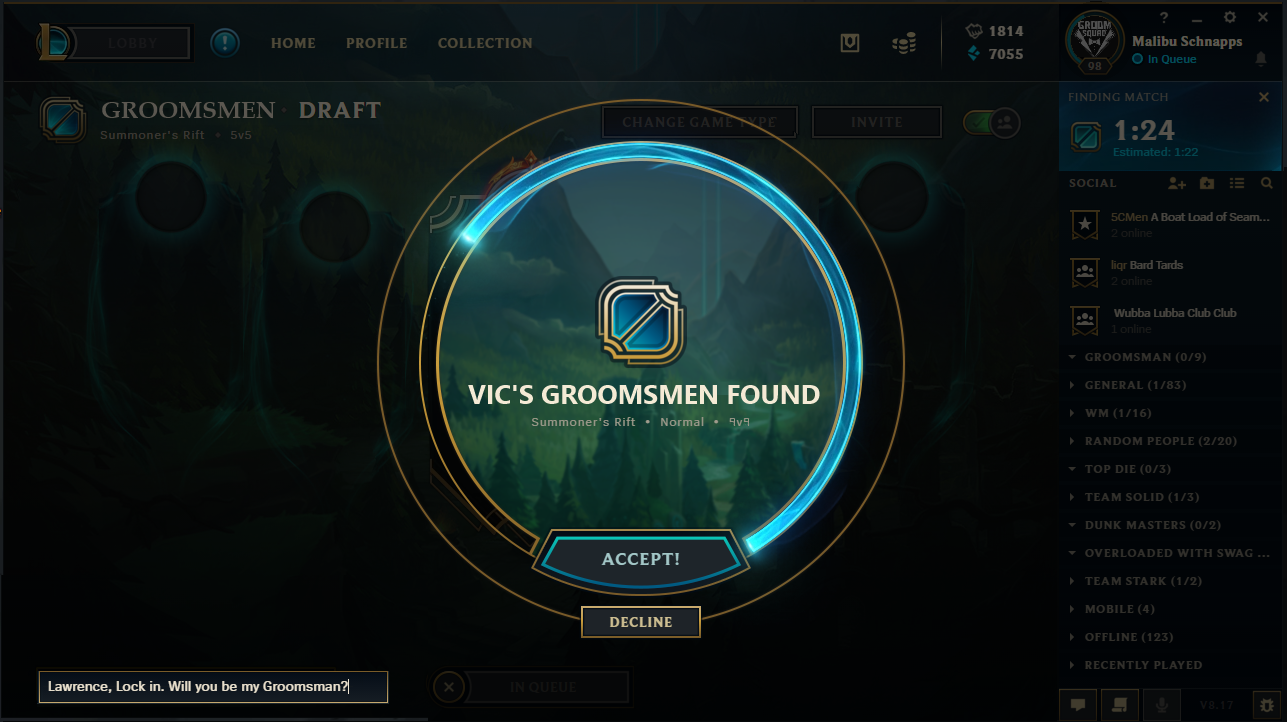 LOBBY
HOME
PROFILE
COLLECTION
1814
7055
GROOM
SQUAD
98
?
Malibu Schnapps
In Queue
GROOMSMEN · DRAFT
Summoner's Rift • 5v5
CHANGE GAME TYPE
INVITE
FINDING MATCH
1:24
Estimated: 1:22
SOCIAL
SCMen A Boat Load of Seam...
2 online
liqr Bard Tards
2 online
Wubba Lubba Club Club
1 online
GROOMSMAN (0/9)
GENERAL (1/83)
WM (1/16)
RANDOM PEOPLE (2/20)
TOP DIE (0/3)
TEAM SOLID (1/3)
DUNK MASTERS (0/2)
OVERLOADED WITH SWAG ...
TEAM STARK (1/2)
MOBILE (4)
OFFLINE (123)
RECENTLY PLAYED
VIC'S GROOMSMEN FOUND
Summoner's Rift • Normal • 9v9
ACCEPT!
DECLINE
Lawrence, Lock in. Will you be my Groomsman?
IN QUEUE
V8.17